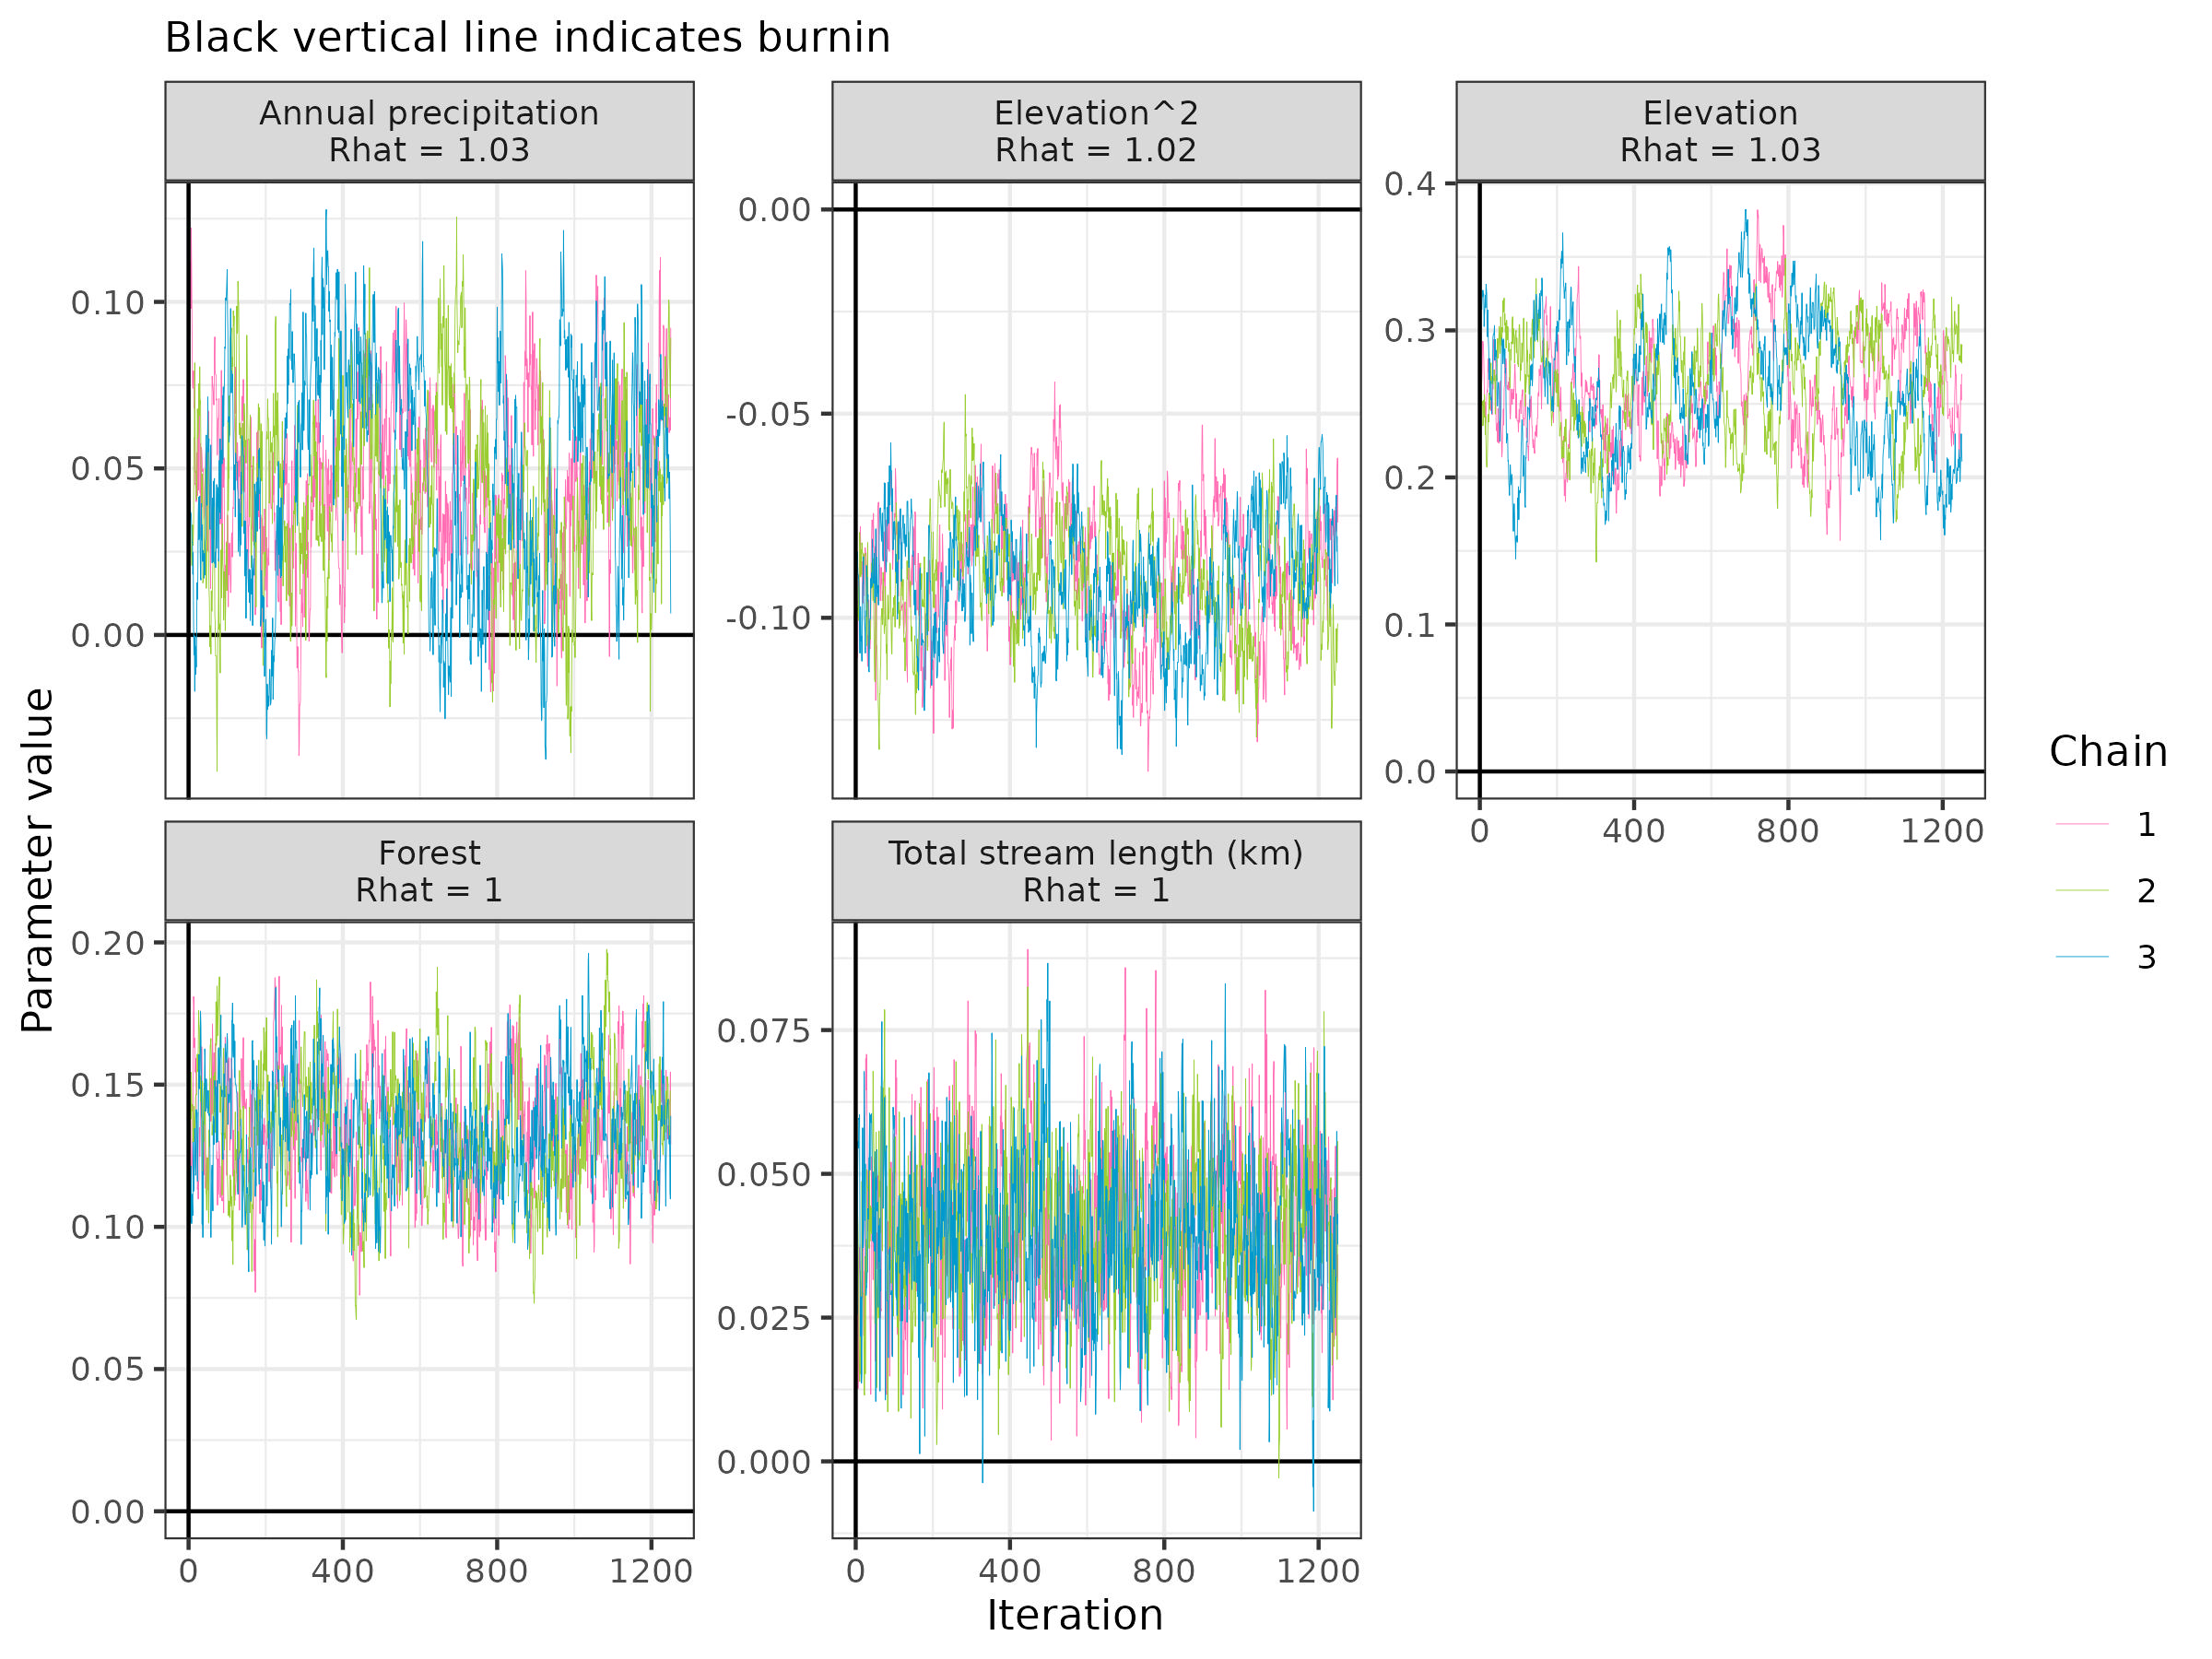 Black vertical line indicates burnin
Annual precipitation
Rhat = 1.03
Elevation^2
Rhat = 1.02
Elevation
Rhat = 1.03
0.10
0.05
0.00
0.00
-0.05
-0.10
0.4
0.3
0.2
0.1
0.0
0 400 800 1200
Forest
Rhat = 1
Total stream length (km)
Rhat = 1
0.20
0.15
0.10
0.05
0.00
0.075
0.050
0.025
0.000
0 400 800 1200
0 400 800 1200
Parameter value
Iteration
Chain
1
2
3